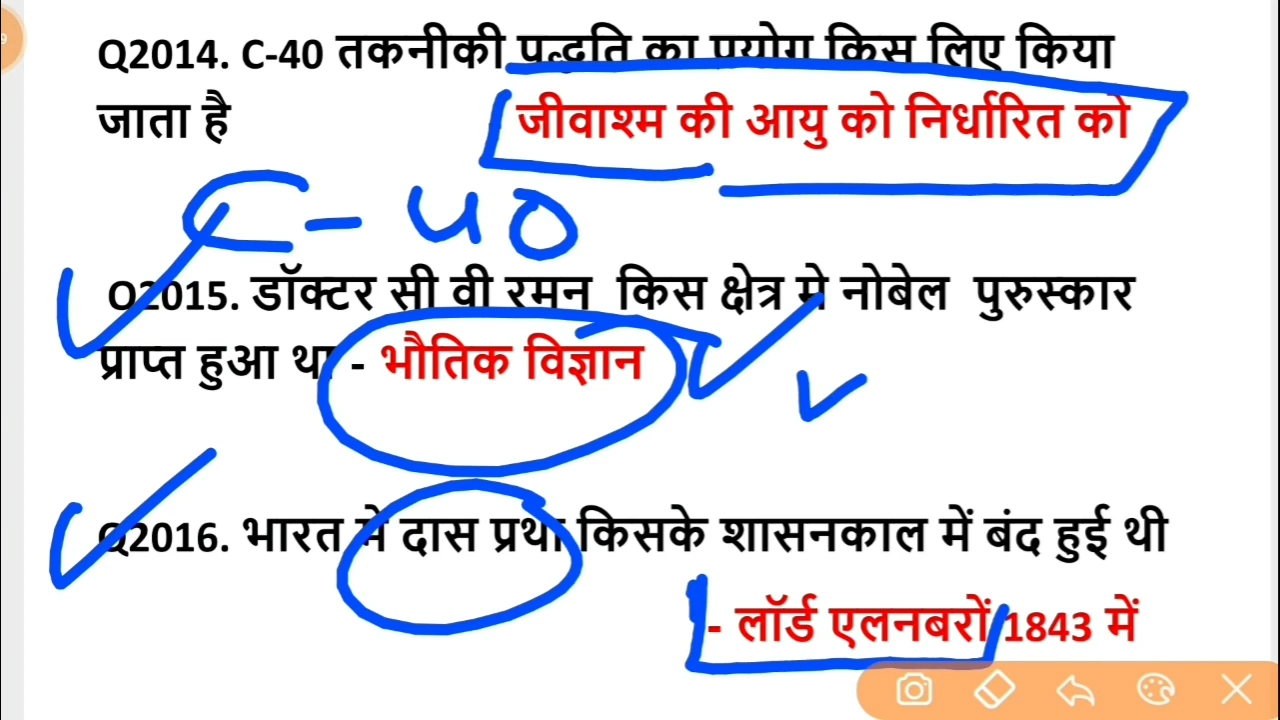 Q2014. C-40 तकनीकी पद्धति का प्रयोग किस लिए किया
जाता है जीवाश्म की आयु को निर्धारित को
C-40
Q2015. डॉक्टर सी वी रमन किस क्षेत्र मे नोबेल पुरुस्कार
प्राप्त हुआ था - भौतिक विज्ञान
Q2016. भारत मे दास प्रथा किसके शासनकाल में बंद हुई थी
- लॉर्ड एलनबरों 1843 में